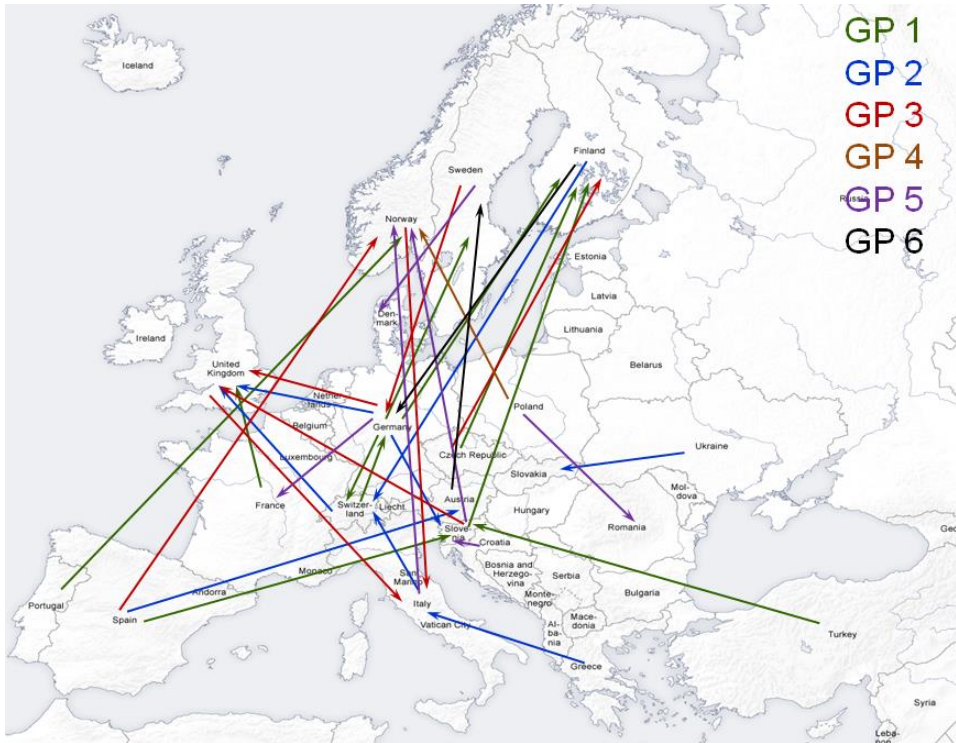 GP 1
GP 2
GP 3
GP 4
GP 5
GP 6
Iceland
Finland
Sweden
Russia
Norway
Estonia
Latvia
Den-
mark
Lithuania
Ireland
United
Kingdom
Belarus
Nether-
lands
Poland
Belgium
Germany
Ukraine
Luxembourg
Czech Republic
Slovakia
Mol-
dova
France
Switzer-
land
Liecht
Austria
Hungary
Romania
Slove-
nia
Croatia
Geo
Monaco
San
Marino
Bosnia and
Herzego-
vina
Serbia
Andorra
Monte-
negro
Bulgaria
Portugal
Spain
Italy
Vatican City
Mace-
donia
Al-
ba-
nia
Turkey
Greece
Syria
Leba-
non